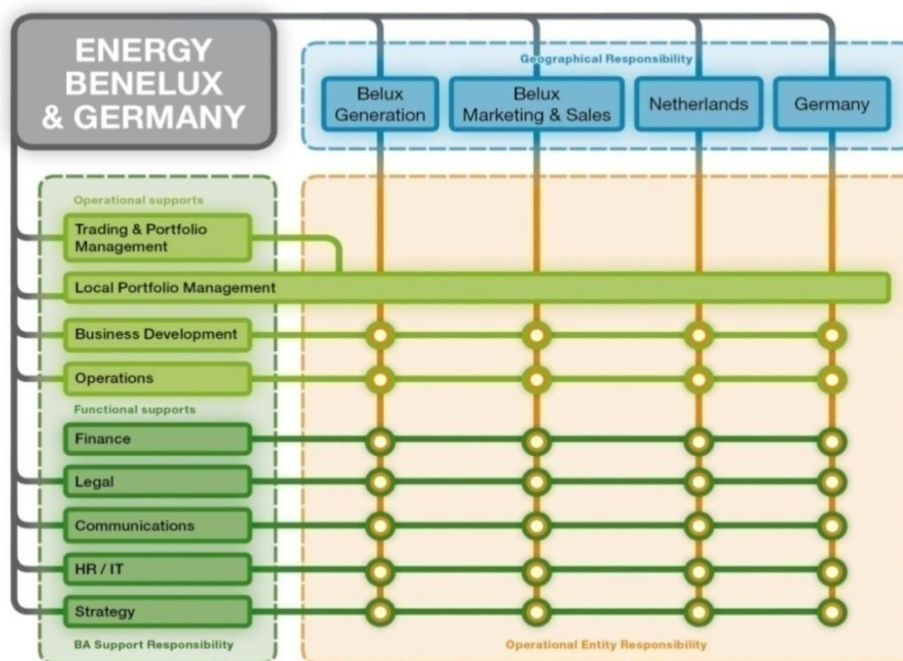 ENERGY
BENELUX
& GERMANY
Geographical Responsibility
Belux
Generation
Belux
Marketing & Sales
Netherlands
Germany
Operational supports
Trading & Portfolio
Management
Local Portfolio Management
Business Development
Operations
Functional supports
Finance
Legal
Communications
HR / IT
Strategy
BA Support Responsibility
Operational Entity Responsibility